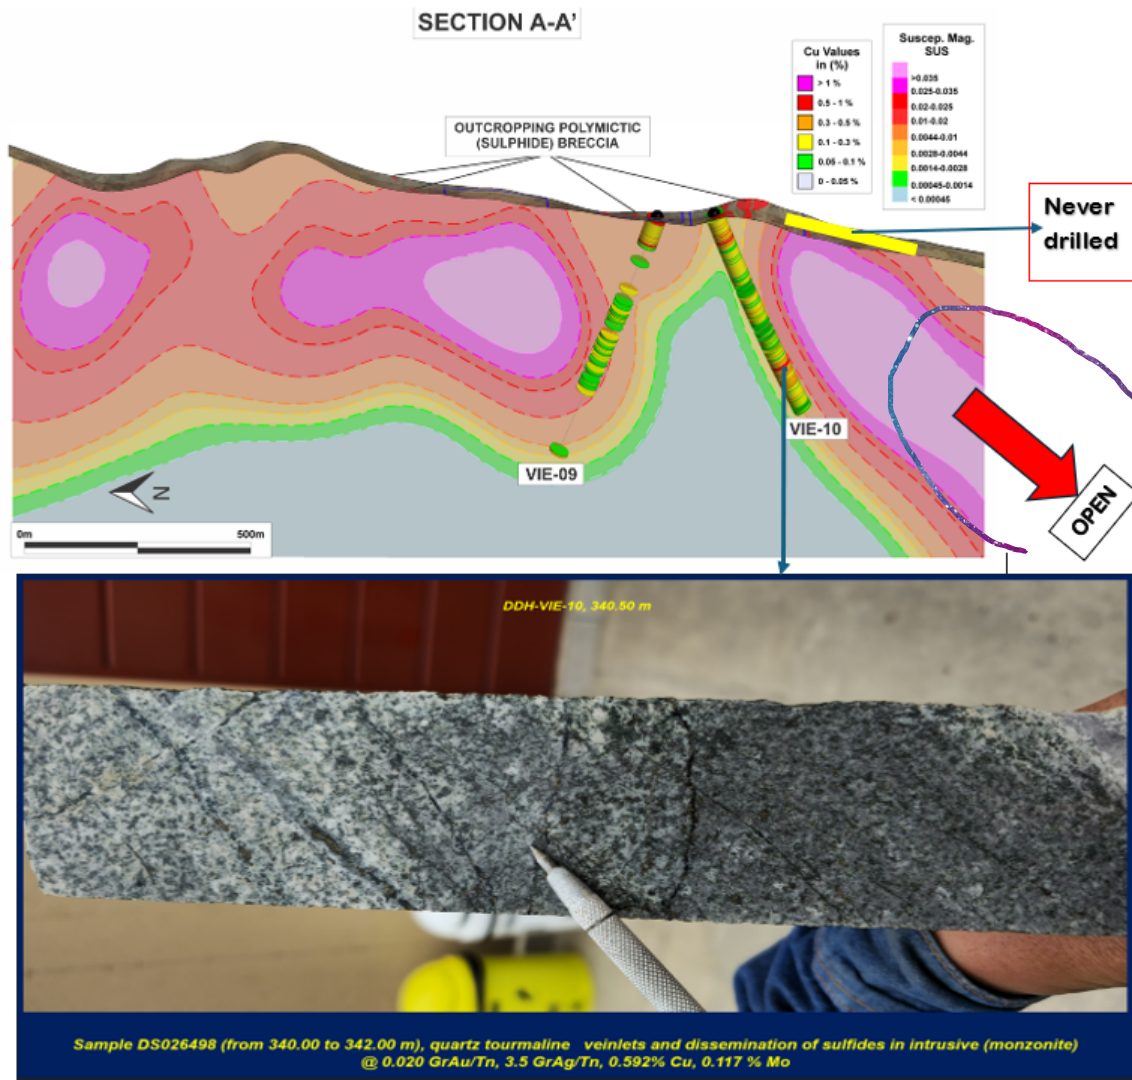 SECTION A-A'
Cu Values
in (%)
> 1 %
0.5 - 1 %
0.3 - 0.5 %
0.1 - 0.3 %
0.05 - 0.1 %
0 - 0.05 %
Suscep. Mag.
SUS
>0.035
0.025-0.035
0.02-0.025
0.01-0.02
0.0044-0.01
0.0028-0.0044
0.0014-0.0028
0.00045-0.0014
< 0.00045
OUTCROPPING POLYMICTIC
(SULPHIDE) BRECCIA
Never
drilled
VIE-10
VIE-09
OPEN
N
0m 500m
DDH-VIE-10, 340.50 m
Sample DS026498 (from 340.00 to 342.00 m), quartz tourmaline veinlets and dissemination of sulfides in intrusive (monzonite)
@ 0.020 GrAu/Tn, 3.5 GrAg/Tn, 0.592% Cu, 0.117 % Mo